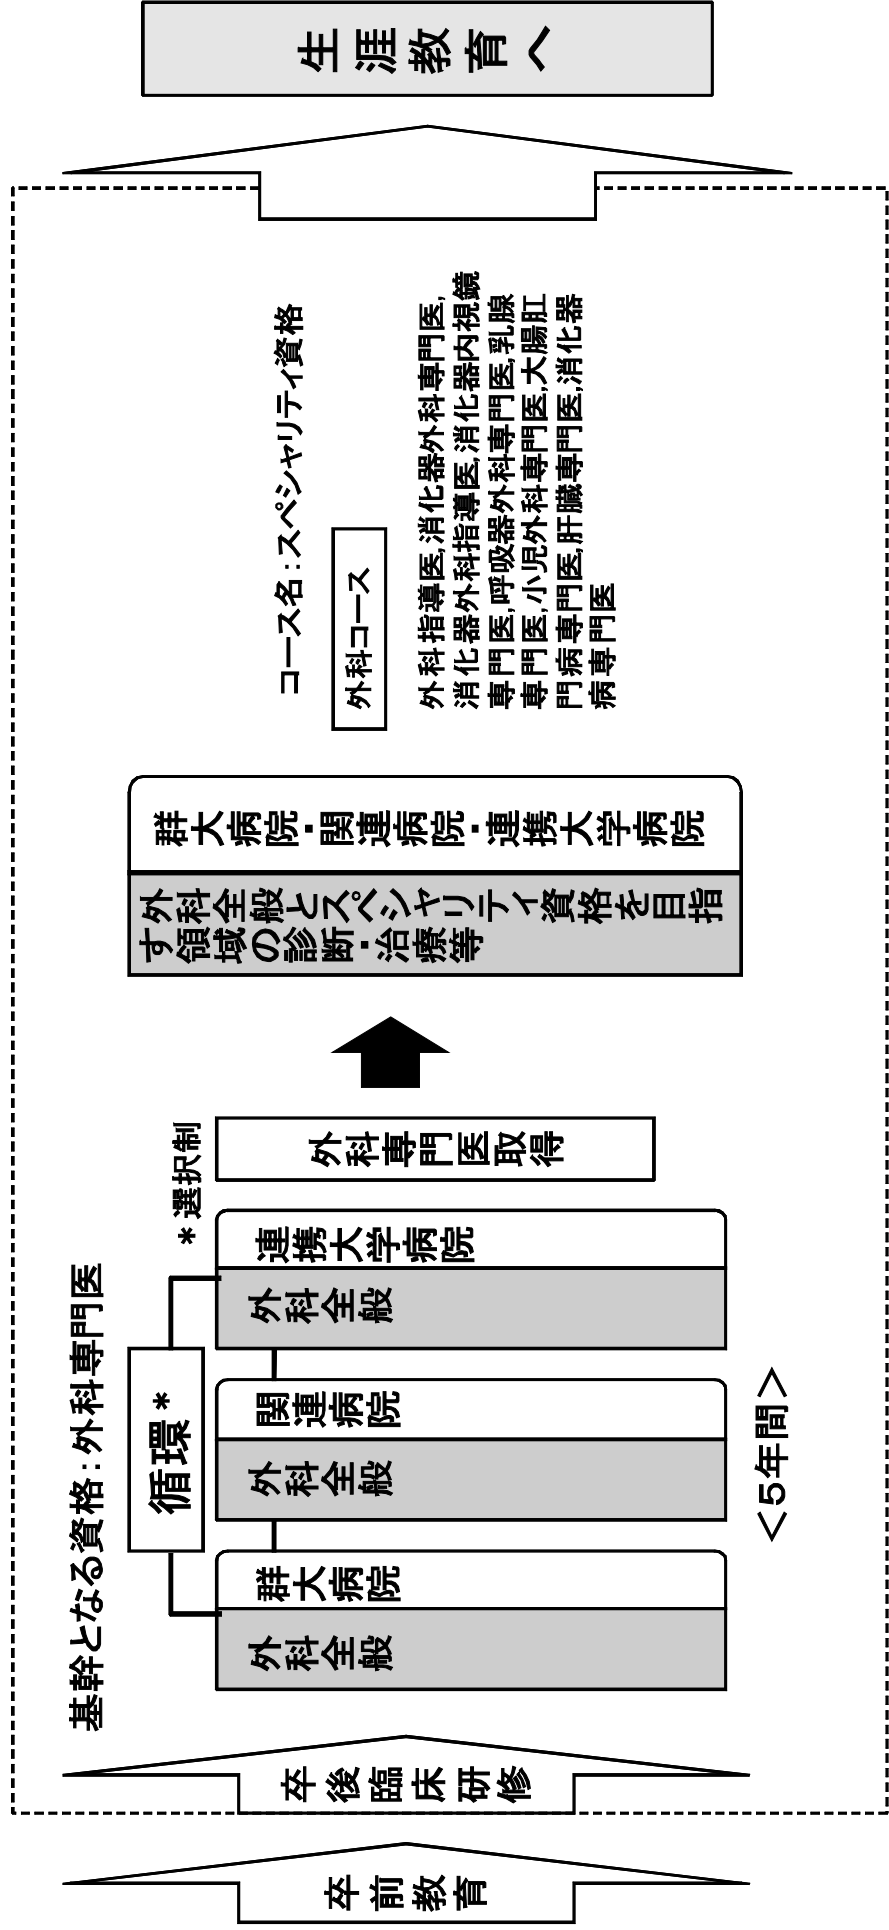 卒前教育
卒後臨床研修
基幹となる資格：外科専門医
循環*
*選択制
群大病院
外科全般
関連病院
外科全般
連携大学病院
外科全般
<5年間>
外科専門医取得
群大病院・関連病院・連携大学病院
外科全般とスペシャリティ資格を目指
す領域の診断・治療等
コース名：スペシャリティ資格
外科コース
外科指導医,消化器外科専門医,
消化器外科指導医,消化器内視鏡
専門医,呼吸器外科専門医,乳腺
専門医,小児外科専門医,大腸肛
門病専門医,肝臓専門医,消化器
病専門医
生涯教育へ